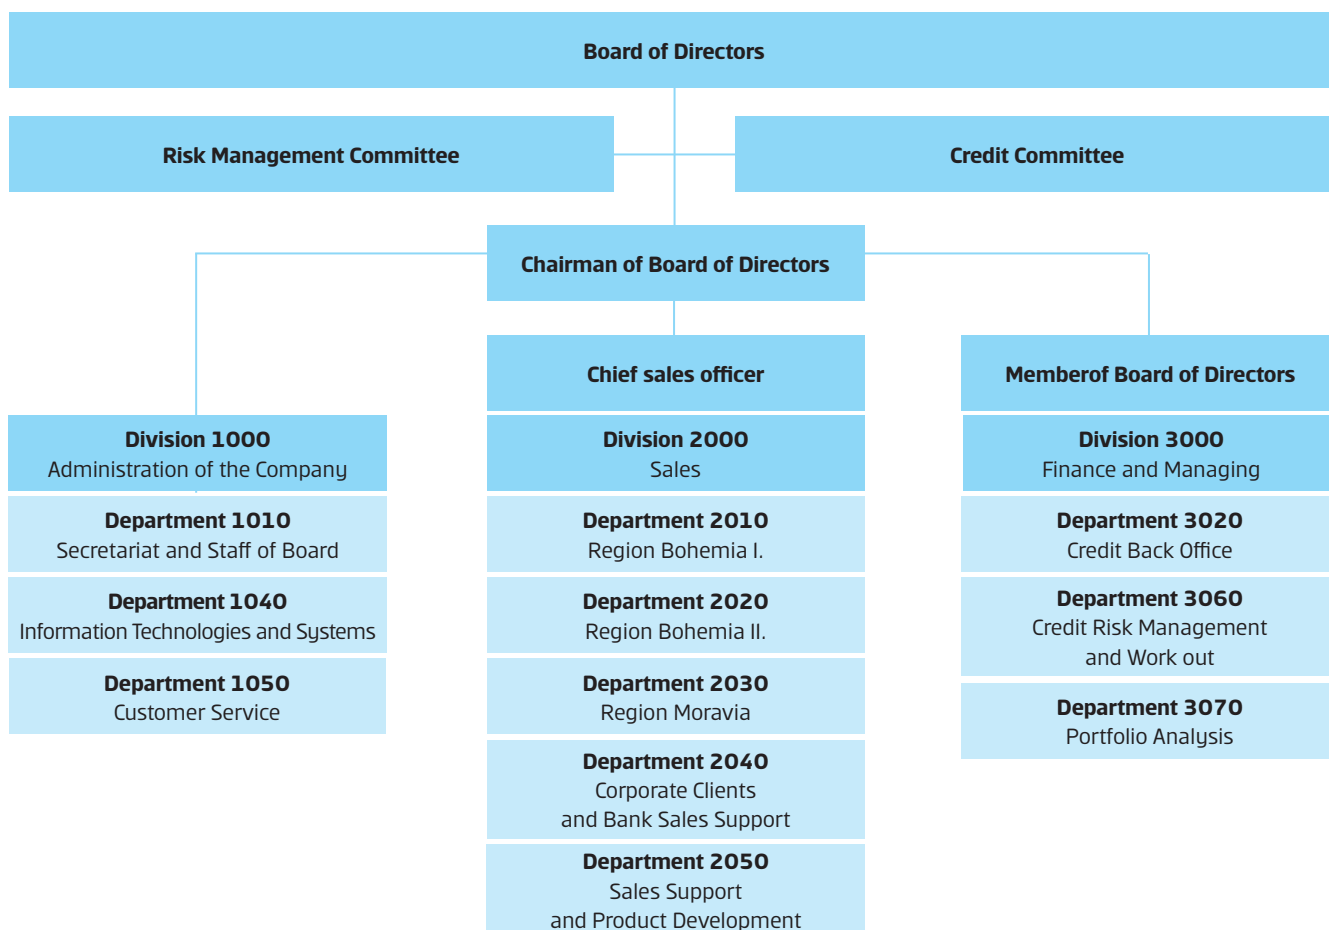 Board of Directors
Risk Management Committee
Credit Committee
Chairman of Board of Directors
Chief sales officer
Memberof Board of Directors
Division 1000
Administration of the Company
Department 1010
Secretariat and Staff of Board
Department 1040
Information Technologies and Systems
Department 1050
Customer Service
Division 2000
Sales
Department 2010
Region Bohemia I.
Department 2020
Region Bohemia II.
Department 2030
Region Moravia
Department 2040
Corporate Clients
and Bank Sales Support
Department 2050
Sales Support
and Product Development
Division 3000
Finance and Managing
Department 3020
Credit Back Office
Department 3060
Credit Risk Management
and Work out
Department 3070
Portfolio Analysis